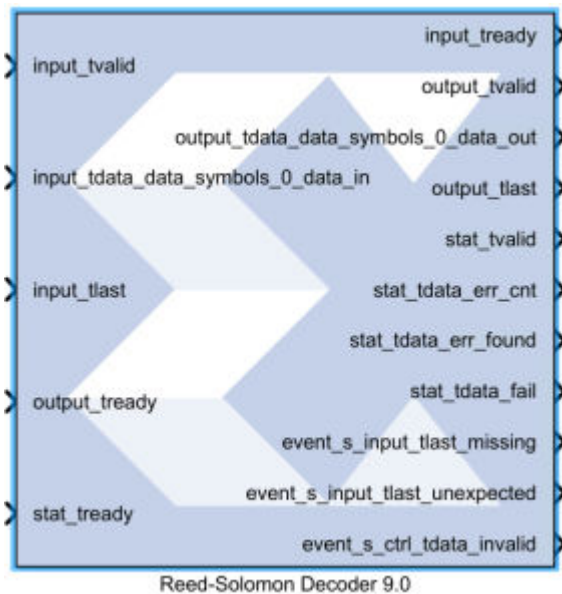 input_tvalid
input_tdata_data_symbols_0_data_in
input_tlast
output_tready
stat_tready
input_tready
output_tvalid
output_tdata_data_symbols_0_data_out
output_tlast
stat_tvalid
stat_tdata_err_cnt
stat_tdata_err_found
stat_tdata_fail
event_s_input_tlast_missing
event_s_input_tlast_unexpected
event_s_ctrl_tdata_invalid
Reed-Solomon Decoder 9.0